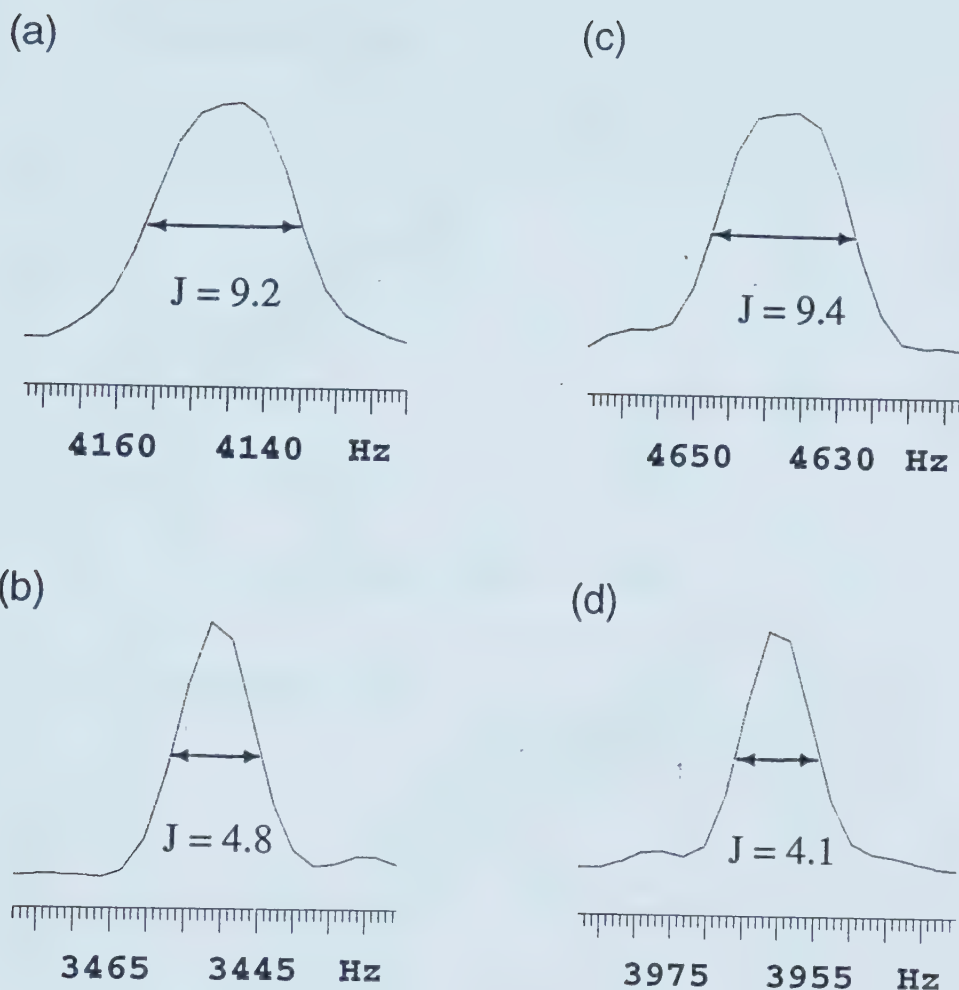 (a)
J = 9.2
4160 4140 Hz
(c)
J = 9.4
4650 4630 Hz
(b)
J = 4.8
3465 3445 Hz
(d)
J = 4.1
3975 3955 Hz